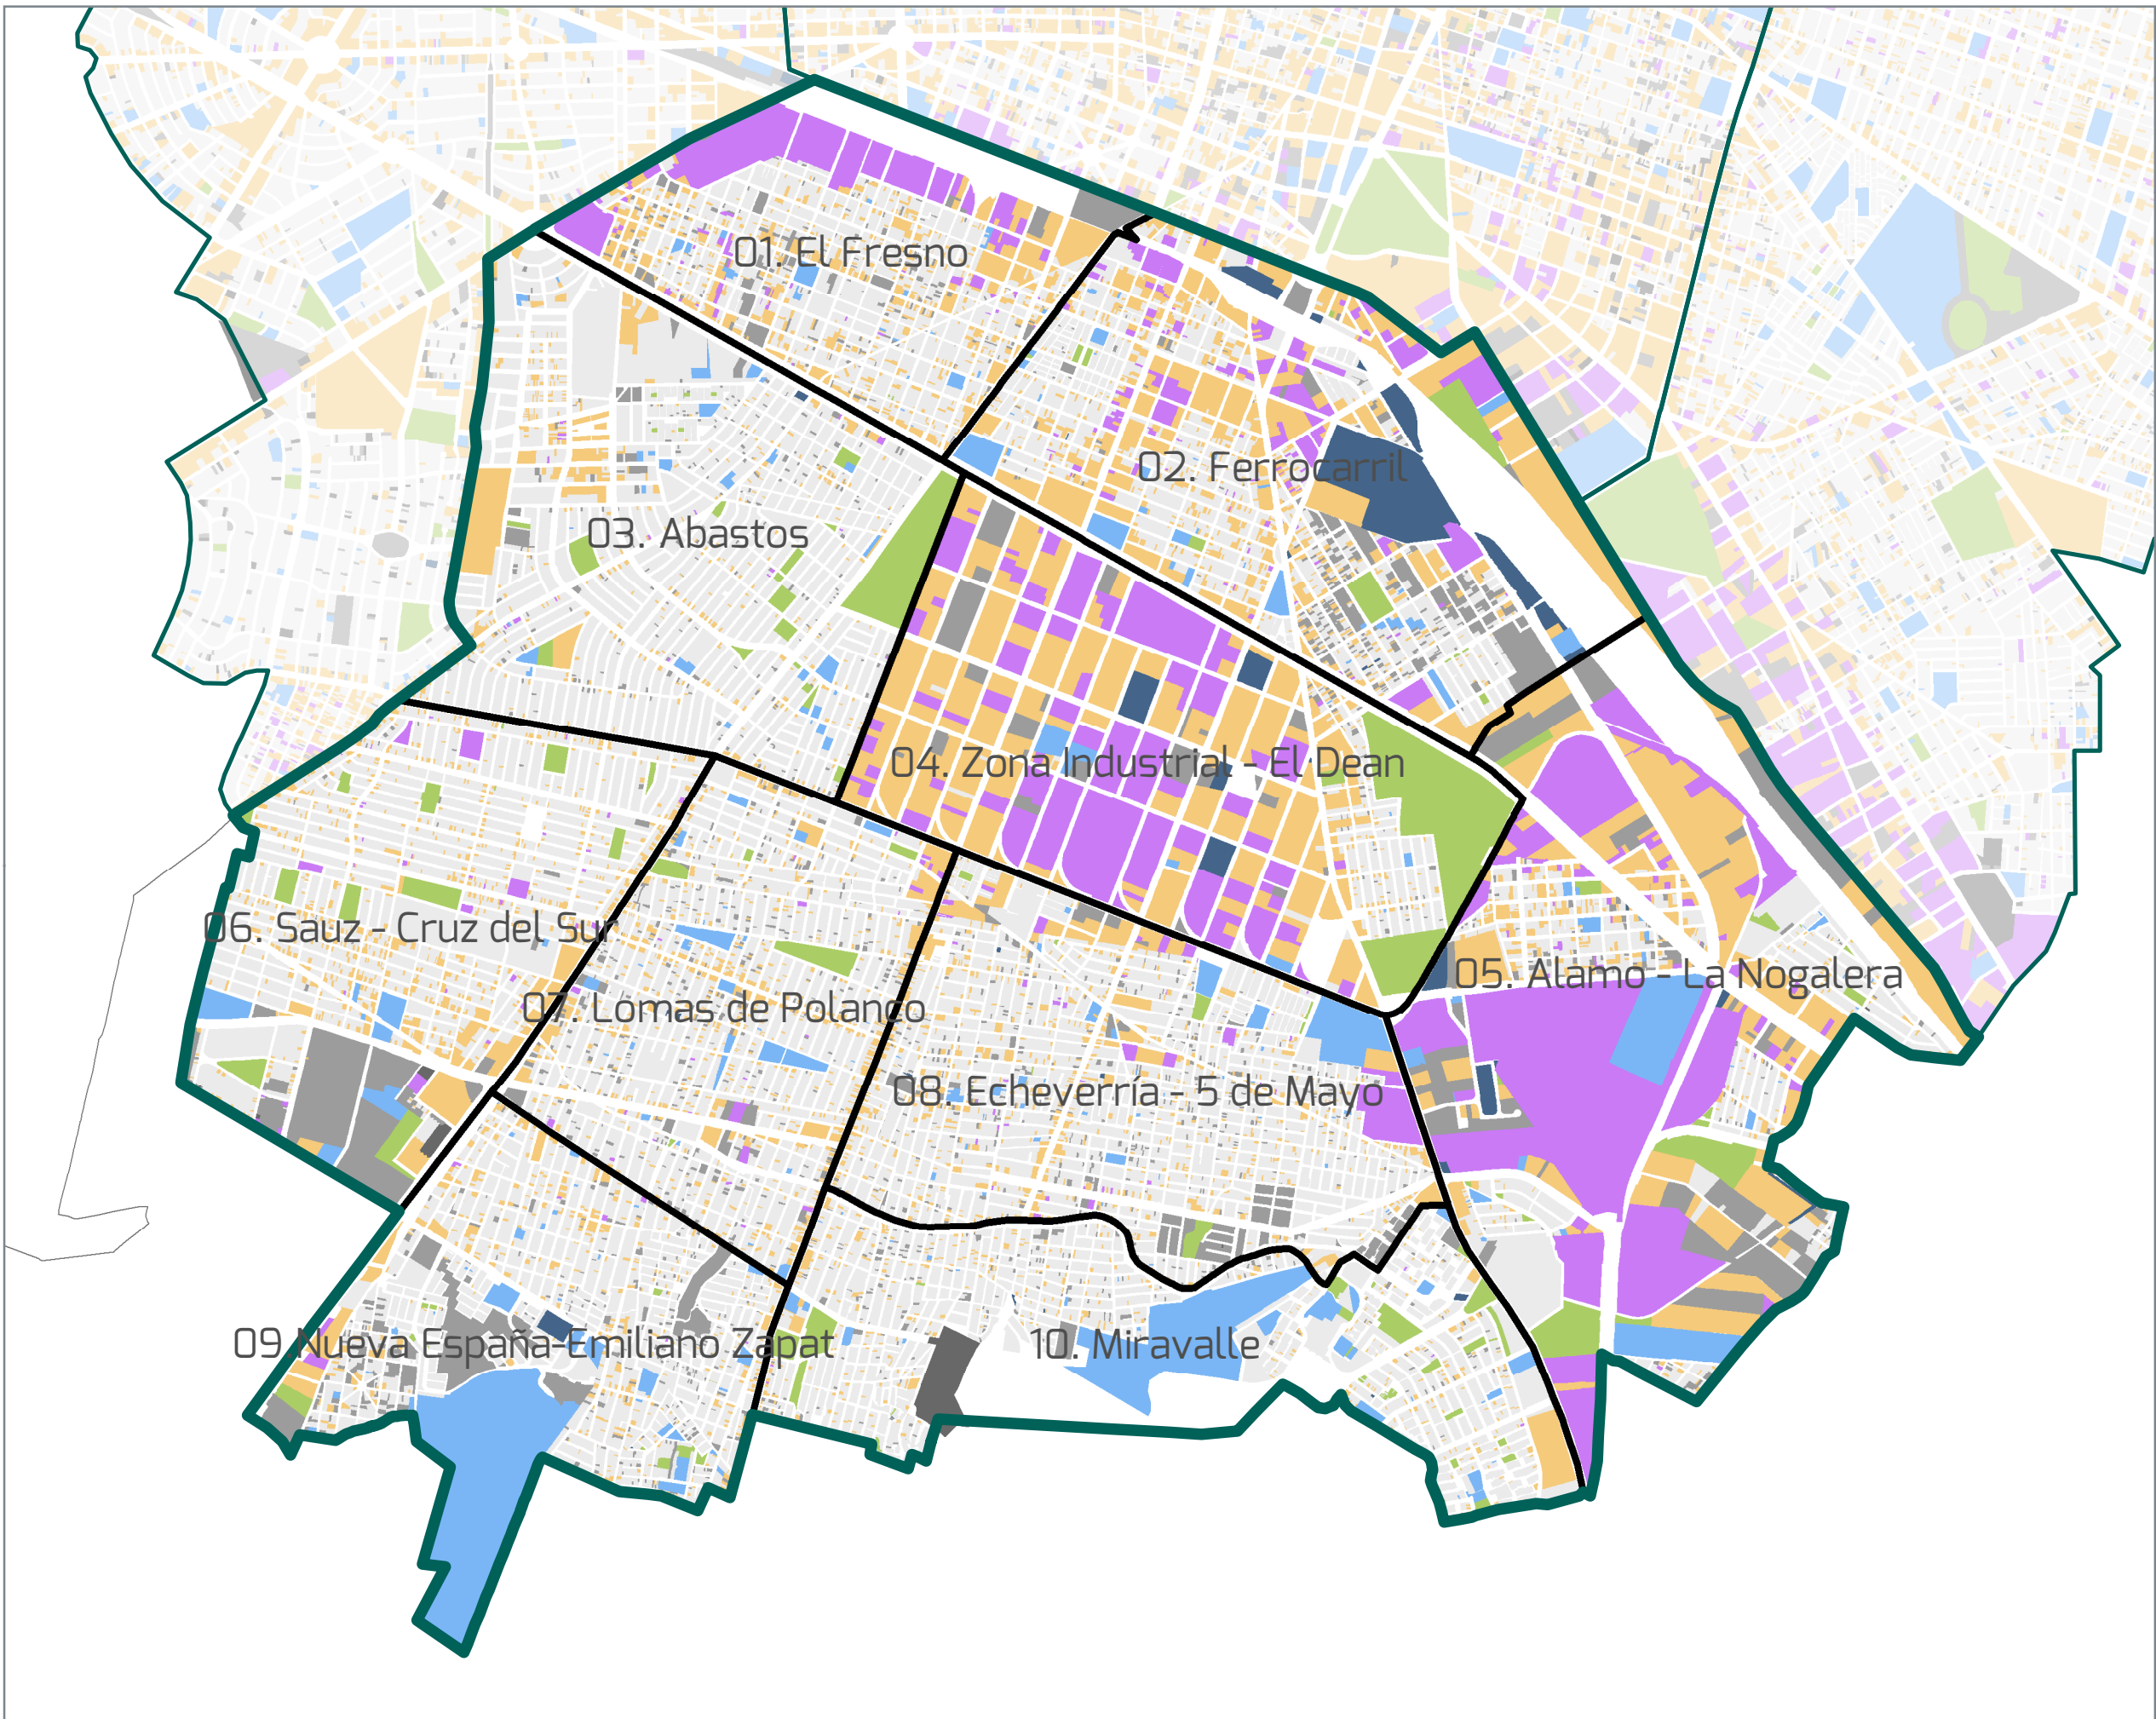 01. El Fresno
02. Ferrocarril
03. Abastos
04. Zona Industrial - El Dean
06. Sauz - Cruz del Sur
05. Alamo - La Nogalera
07. Lomas de Polanco
08. Echeverría - 5 de Mayo
09.Nueva España-Emiliano Zapat
10. Miravalle